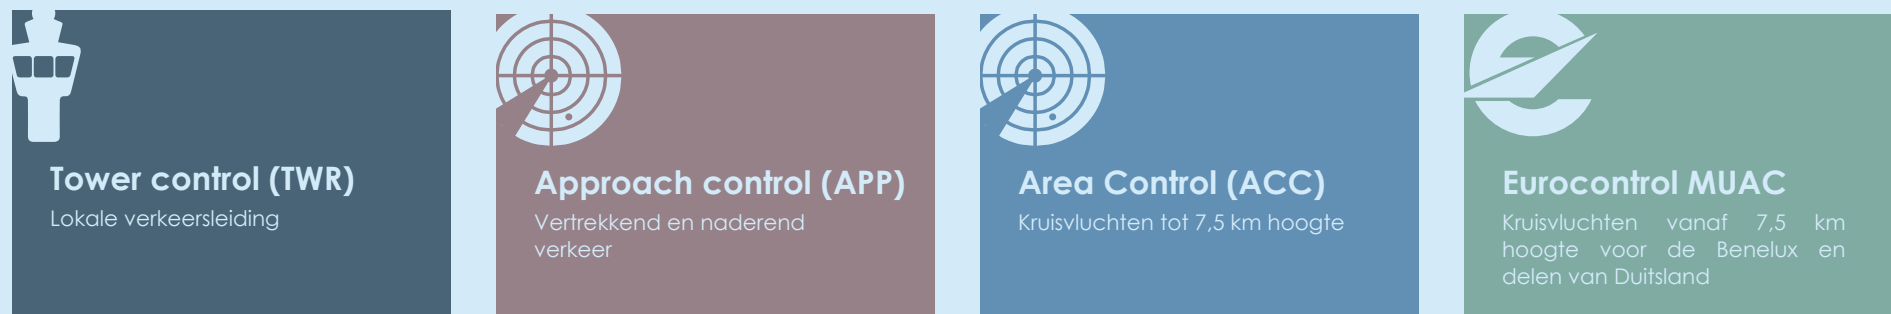 Tower control (TWR)
Lokale verkeersleiding
Approach control (APP)
Vertrekkend en naderend
verkeer
Area Control (ACC)
Kruisvluchten tot 7,5 km hoogte
Eurocontrol MUAC
Kruisvluchten vanaf 7,5 km
hoogte voor de Benelux en
delen van Duitsland